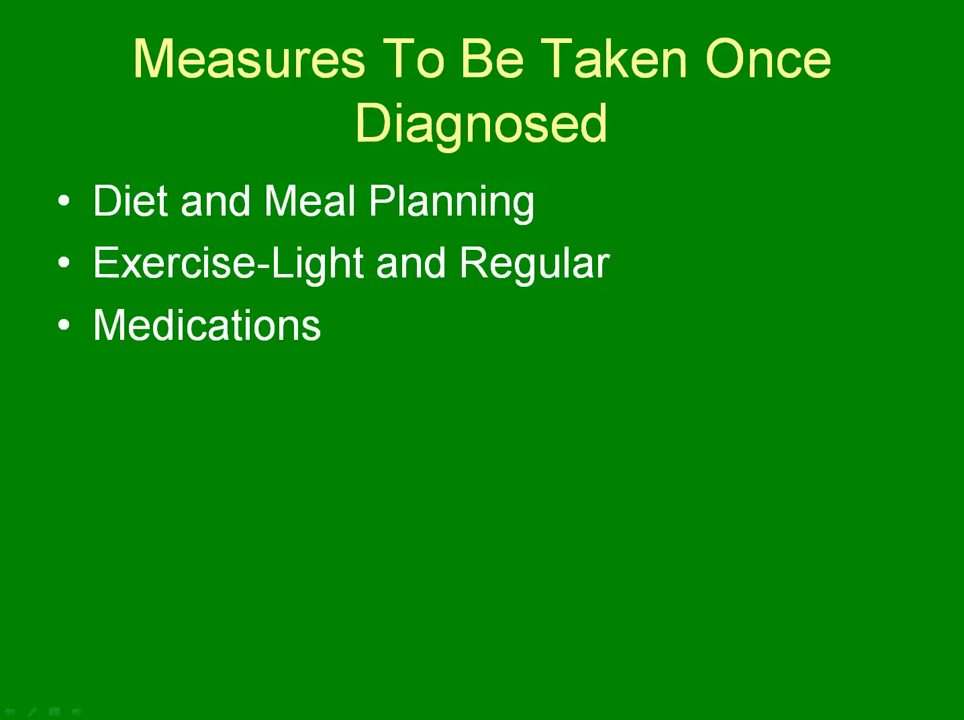 Measures To Be Taken Once
Diagnosed
• Diet and Meal Planning
• Exercise-Light and Regular
• Medications